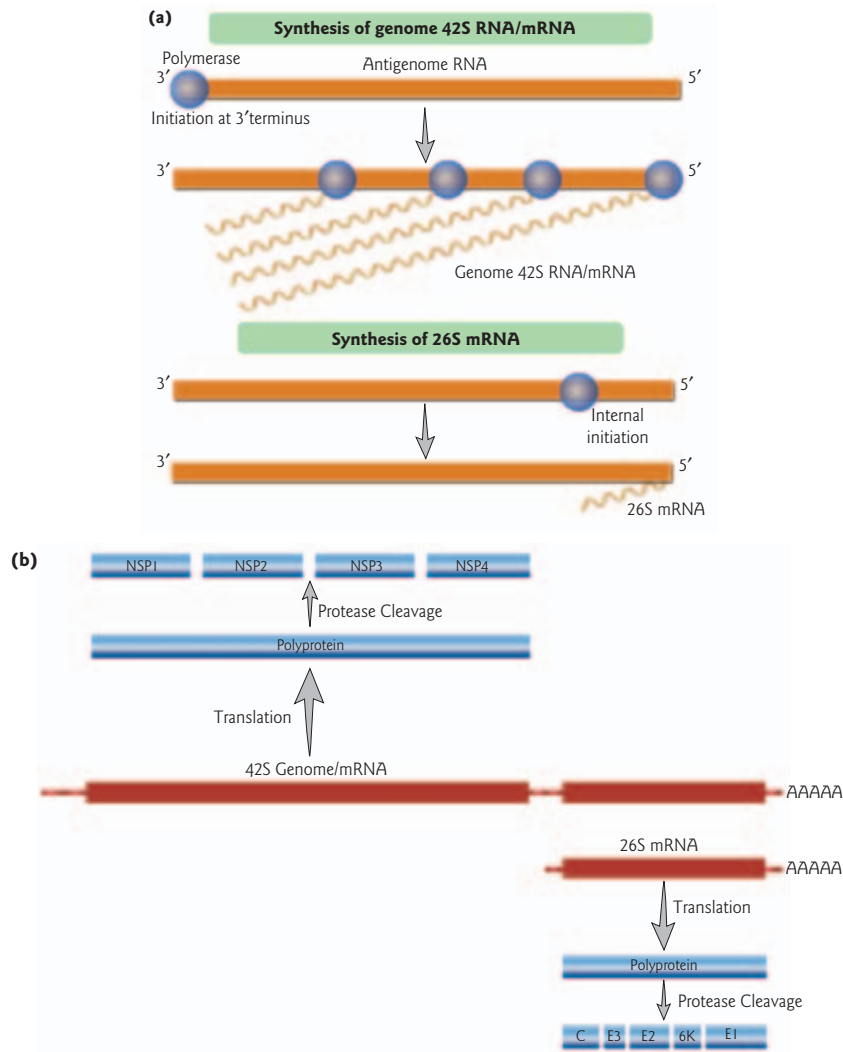 (a)
Synthesis of genome 42S RNA/mRNA
Polymerase
3′ Antigenome RNA 5′
Initiation at 3′terminus
3′ 5′
Genome 42S RNA/mRNA
Synthesis of 26S mRNA
3′ 5′
Internal
initiation
3′ 5′
26S mRNA
(b)
NSP1 NSP2 NSP3 NSP4
Protease Cleavage
Polyprotein
Translation
42S Genome/mRNA
AAAAA
26S mRNA
AAAAA
Translation
Polyprotein
Protease Cleavage
C E3 E2 6K E1